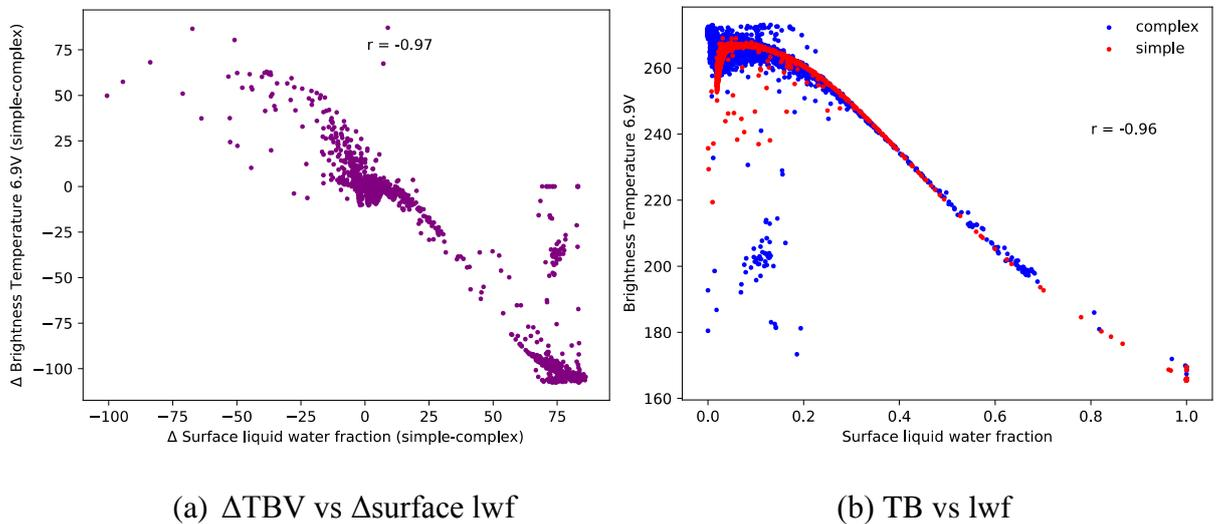 75
50
25
0
−25
−50
−75
−100
Δ Brightness Temperature 6.9V (simple-complex)
r = -0.97
−100 −75 −50 −25 0 25 50 75
Δ Surface liquid water fraction (simple-complex)
(a) ΔTBV vs Δsurface lwf
260
240
220
200
180
160
Brightness Temperature 6.9V
complex
simple
r = -0.96
0.0 0.2 0.4 0.6 0.8 1.0
Surface liquid water fraction
(b) TB vs lwf